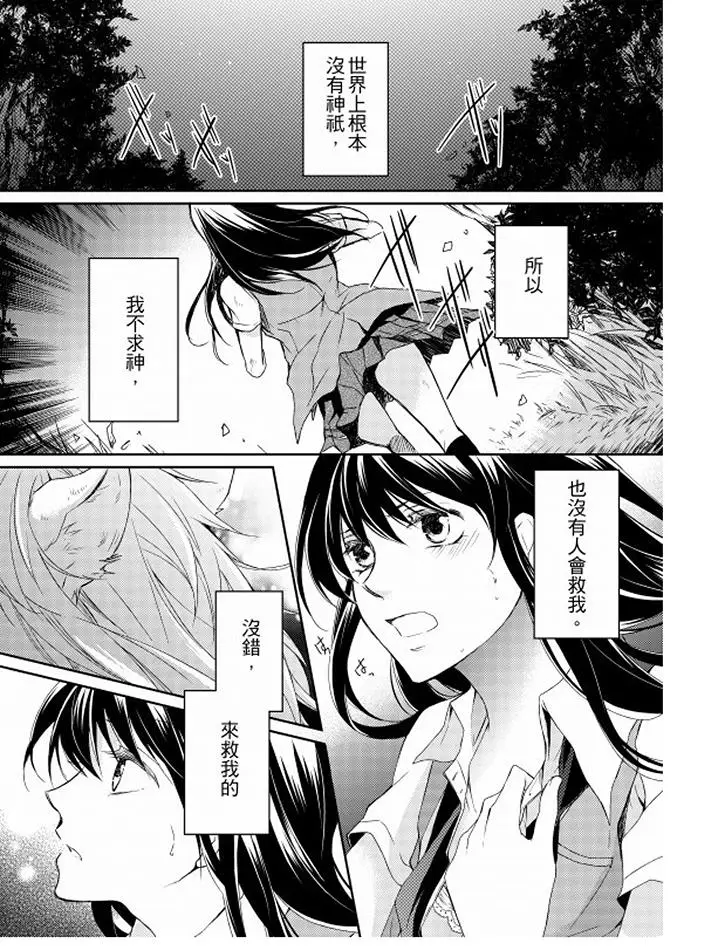 世界上根本
沒有神祇，
所以
我不求神，
也沒有人會救我。
沒錯，
來救我的